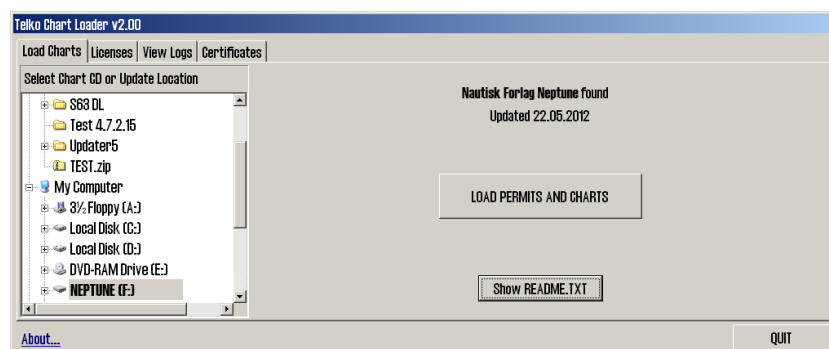 Telko Chart Loader v2.00
Load Charts Licenses View Logs Certificates
Select Chart CD or Update Location
S63 DL
Test 4.7.2.15
Updater5
TEST.zip
My Computer
3½ Floppy (A:)
Local Disk (C:)
Local Disk (D:)
DVD-RAM Drive (E:)
NEPTUNE (F:)
Nautisk Forlag Neptune found
Updated 22.05.2012
LOAD PERMITS AND CHARTS
Show README.TXT
About...
QUIT